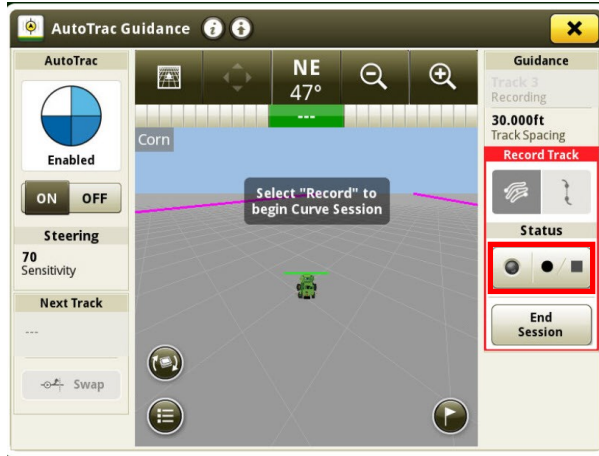 AutoTrac Guidance
AutoTrac
Enabled
ON OFF
Steering
70
Sensitivity
Next Track
---
Swap
NE
47°
---
Corn
Select "Record" to
begin Curve Session
Guidance
Track 3
Recording
30.000ft
Track Spacing
Record Track
Status
End
Session